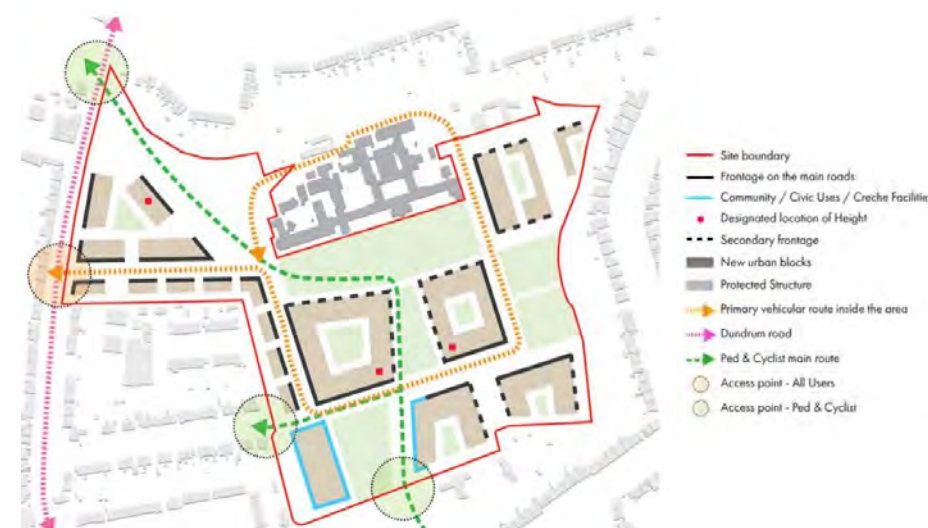 Site boundary
Frontage on the main roads
Community / Civic Uses / Creche Facilitie
Designated location of Height
Secondary frontage
New urban blocks
Protected Structure
Primary vehicular route inside the area
Dundrum road
Ped & Cyclist main route
Access point - All Users
Access point - Ped & Cyclist